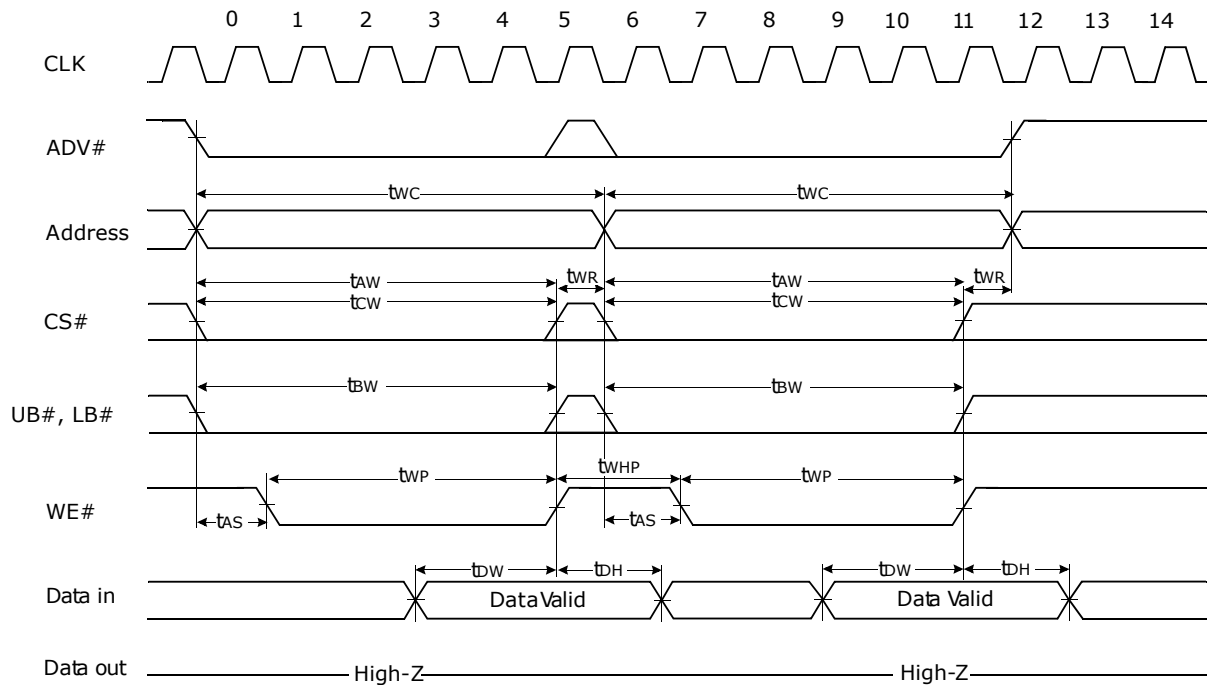 0 1 2 3 4 5 6 7 8 9 10 11 12 13 14
CLK
ADV#
tWC tWC
Address
tAW tWR tAW tWR
tCW tCW
CS#
tBW tBW
UB#, LB#
tWP tWHP tWP
WE#
tAS tAS
tDW tDH tDW tDH
Data in Data Valid Data Valid
Data out High-Z High-Z